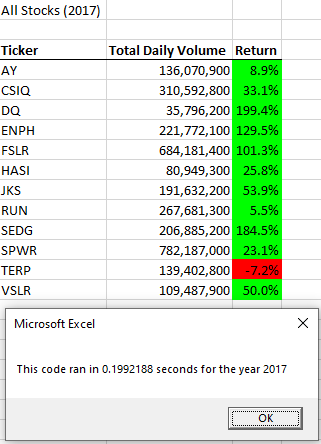 All Stocks (2017)
Ticker Total Daily Volume Return
AY 136,070,900 8.9%
CSIQ 310,592,800 33.1%
DQ 35,796,200 199.4%
ENPH 221,772,100 129.5%
FSLR 684,181,400 101.3%
HASI 80,949,300 25.8%
JKS 191,632,200 53.9%
RUN 267,681,300 5.5%
SEDG 206,885,200 184.5%
SPWR 782,187,000 23.1%
TERP 139,402,800 -7.2%
VSLR 109,487,900 50.0%
Microsoft Excel
This code ran in 0.1992188 seconds for the year 2017
OK